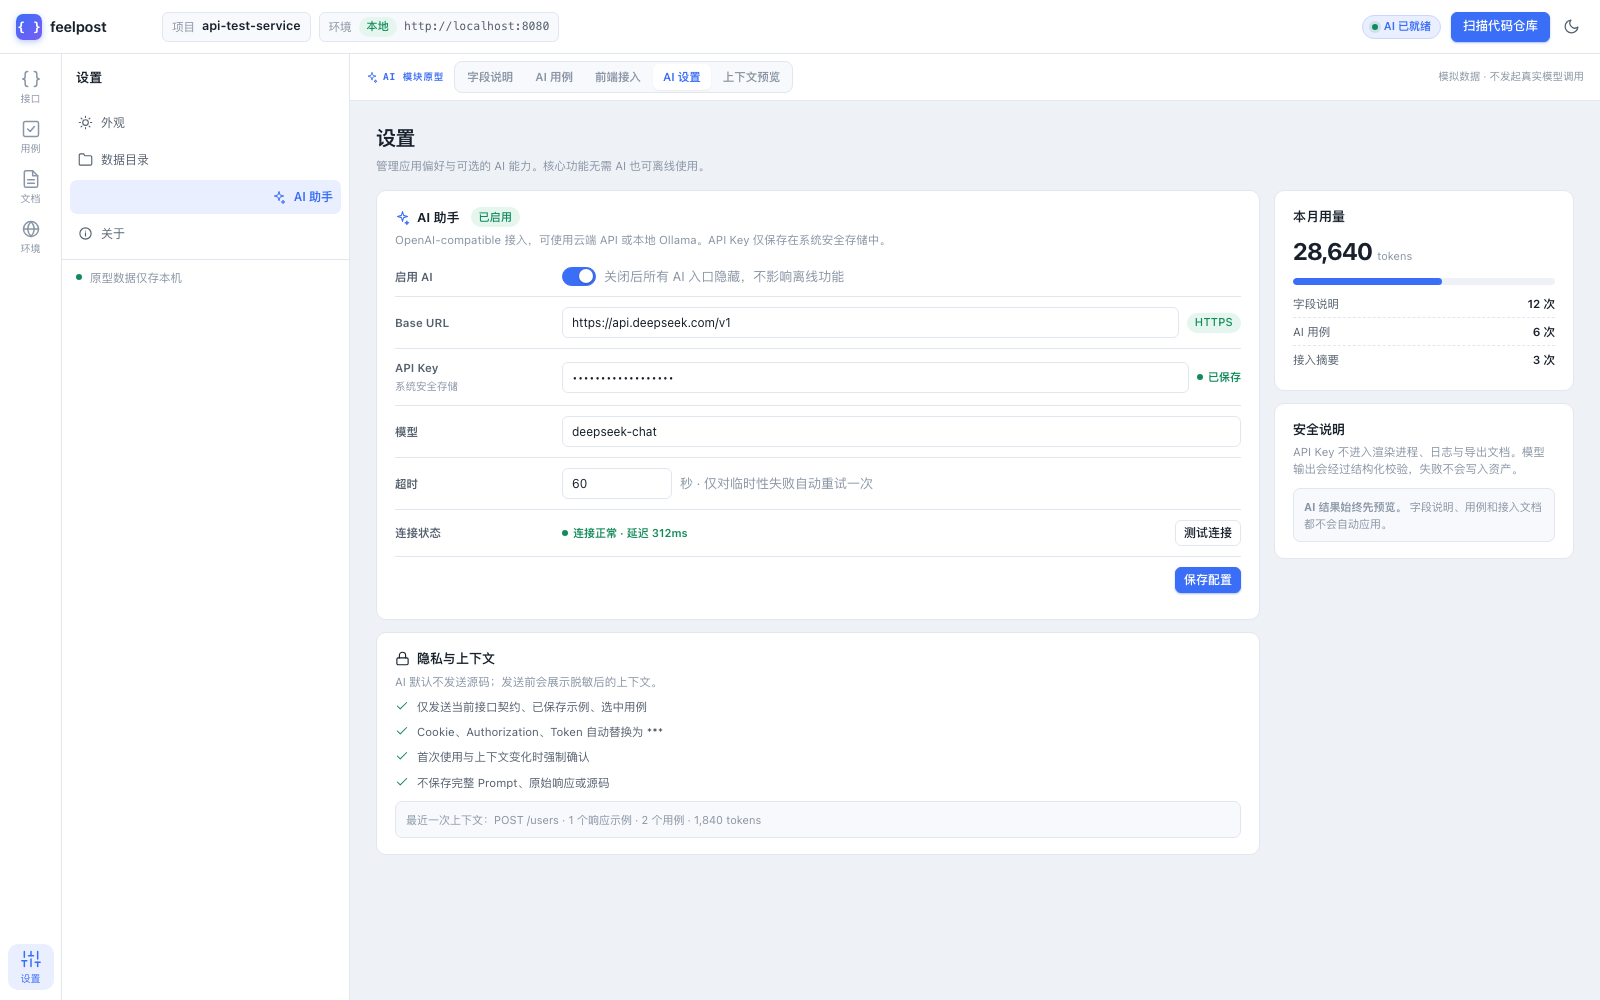 { } feelpost
项目 api-test-service
环境 本地 http://localhost:8080
AI 已就绪
扫描代码仓库
接口
用例
文档
环境
设置
设置
外观
数据目录
AI 助手
关于
原型数据仅存本机
AI 模块原型
字段说明 AI 用例 前端接入 AI 设置 上下文预览
模拟数据 · 不发起真实模型调用
设置
管理应用偏好与可选的 AI 能力。核心功能无需 AI 也可离线使用。
AI 助手 已启用
OpenAI-compatible 接入，可使用云端 API 或本地 Ollama。API Key 仅保存在系统安全存储中。
启用 AI 关闭后所有 AI 入口隐藏，不影响离线功能
Base URL https://api.deepseek.com/v1 HTTPS
API Key
系统安全存储
•••••••••••••••••• 已保存
模型 deepseek-chat
超时 60 秒 · 仅对临时性失败自动重试一次
连接状态 连接正常 · 延迟 312ms 测试连接
保存配置
隐私与上下文
AI 默认不发送源码；发送前会展示脱敏后的上下文。
仅发送当前接口契约、已保存示例、选中用例
Cookie、Authorization、Token 自动替换为 ***
首次使用与上下文变化时强制确认
不保存完整 Prompt、原始响应或源码
最近一次上下文：POST /users · 1 个响应示例 · 2 个用例 · 1,840 tokens
本月用量
28,640 tokens
字段说明 12 次
AI 用例 6 次
接入摘要 3 次
安全说明
API Key 不进入渲染进程、日志与导出文档。模型
输出会经过结构化校验，失败不会写入资产。
AI 结果始终先预览。 字段说明、用例和接入文档
都不会自动应用。